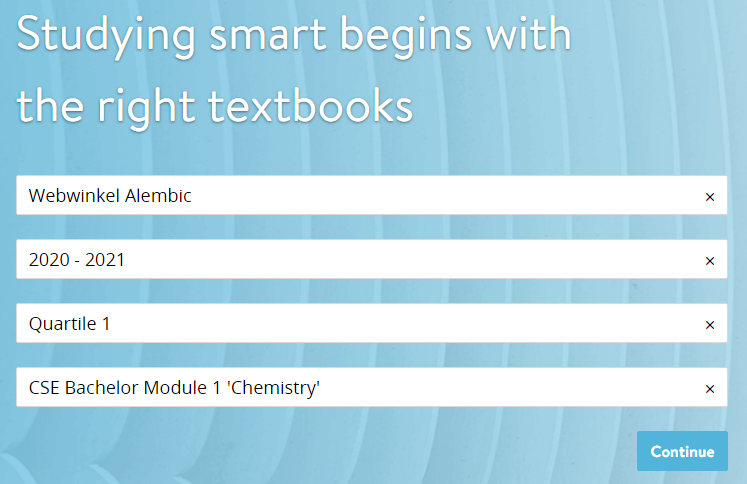 Studying smart begins with
the right textbooks
Webwinkel Alembic ×
2020 - 2021 ×
Quartile 1 ×
CSE Bachelor Module 1 'Chemistry' ×
Continue